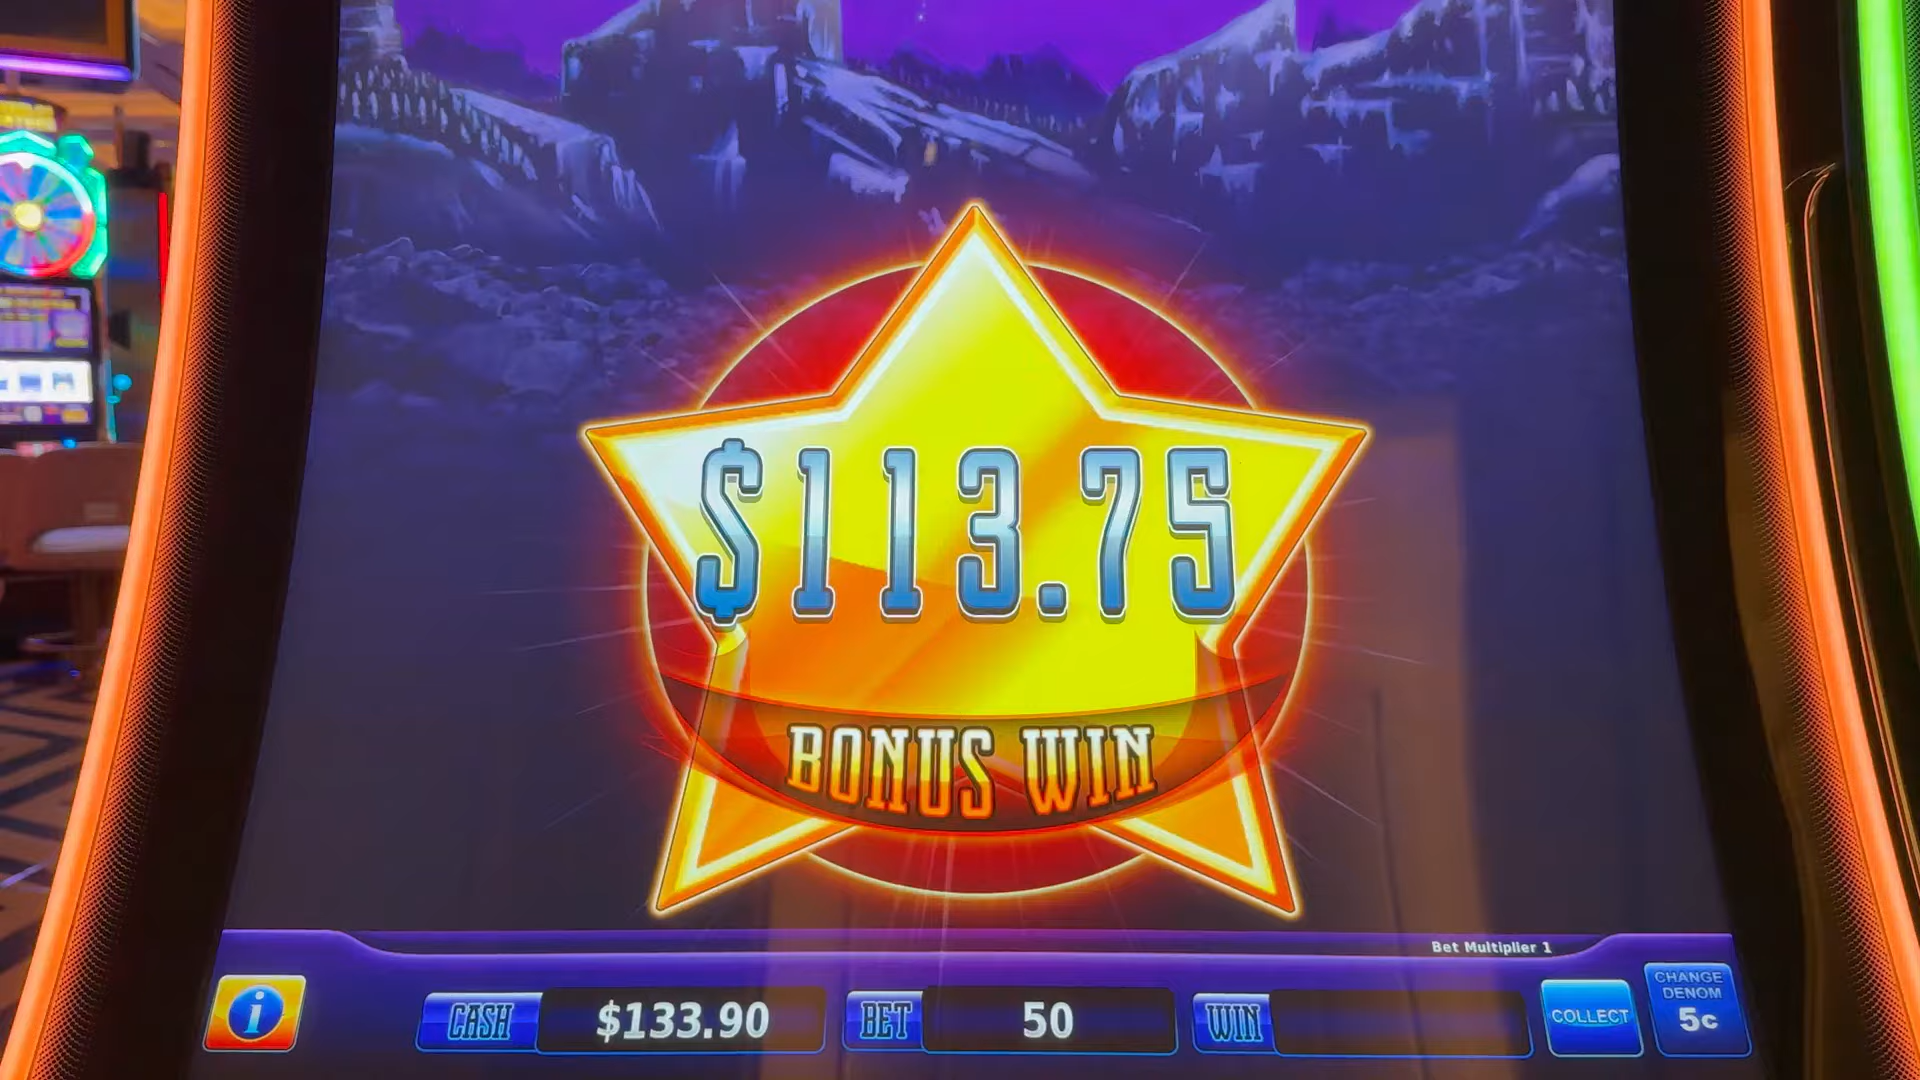 $113.75
BONUS WIN
Bet Multiplier 1
CASH $133.90 BET 50 WIN
COLLECT
CHANGE
DENOM
5¢